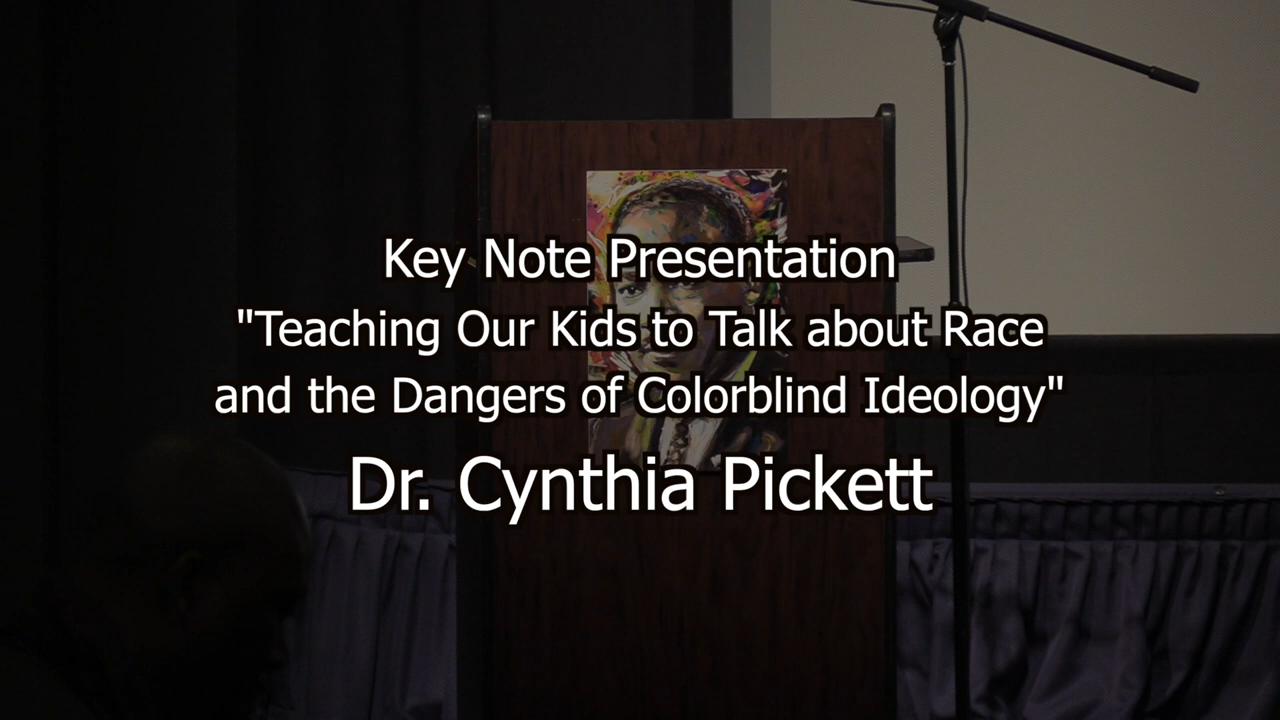 Key Note Presentation
"Teaching Our Kids to Talk about Race
and the Dangers of Colorblind Ideology"
Dr. Cynthia Pickett